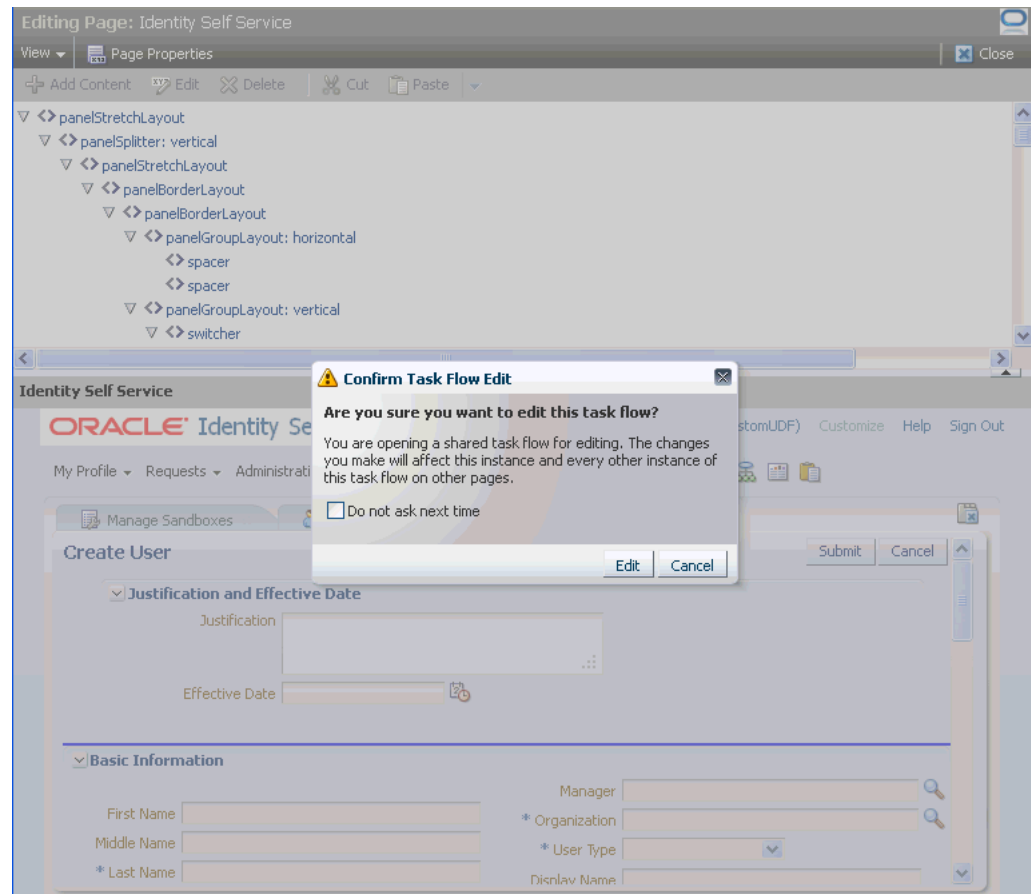 Editing Page: Identity Self Service
View Page Properties Close
Add Content Edit Delete Cut Paste
<> panelStretchLayout
<> panelSplitter: vertical
<> panelStretchLayout
<> panelBorderLayout
<> panelBorderLayout
<> panelGroupLayout: horizontal
<> spacer
<> spacer
<> panelGroupLayout: vertical
<> switcher
Identity Self Service
ORACLE Identity Se
stomUDF) Customize Help Sign Out
My Profile Requests Administrati
Confirm Task Flow Edit
Are you sure you want to edit this task flow?
You are opening a shared task flow for editing. The changes
you make will affect this instance and every other instance of
this task flow on other pages.
Do not ask next time
Edit Cancel
Manage Sandboxes
Create User Submit Cancel
Justification and Effective Date
Justification
Effective Date
Basic Information
First Name
Middle Name
* Last Name
Manager
* Organization
* User Type
Display Name